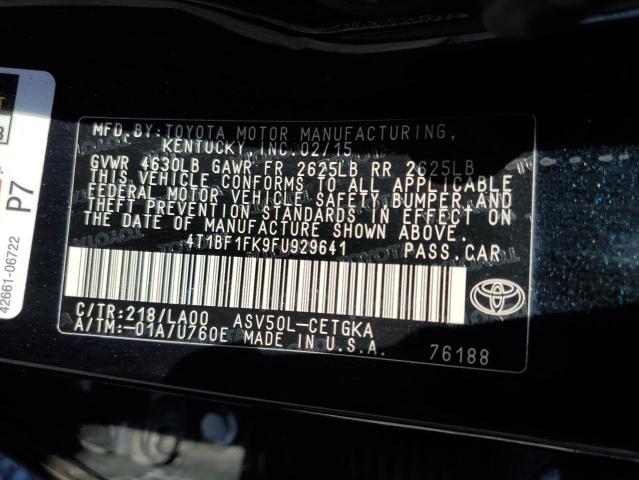 MFD.BY:TOYOTA MOTOR MANUFACTURING,
KENTUCKY, INC.02/15
GVWR 4630LB GAWR FR 2625LB RR 2625LB
THIS VEHICLE CONFORMS TO ALL APPLICABLE
FEDERAL MOTOR VEHICLE SAFETY,BUMPER,AND
THEFT PREVENTION STANDARDS IN EFFECT ON
THE DATE OF MANUFACTURE SHOWN ABOVE.
4T1BF1FK9FU929641 PASS.CAR
C/TR:218/LA00 ASV50L-CETGKA
A/TM:-01A/U760E MADE IN U.S.A.
76188
P7
42661-06722